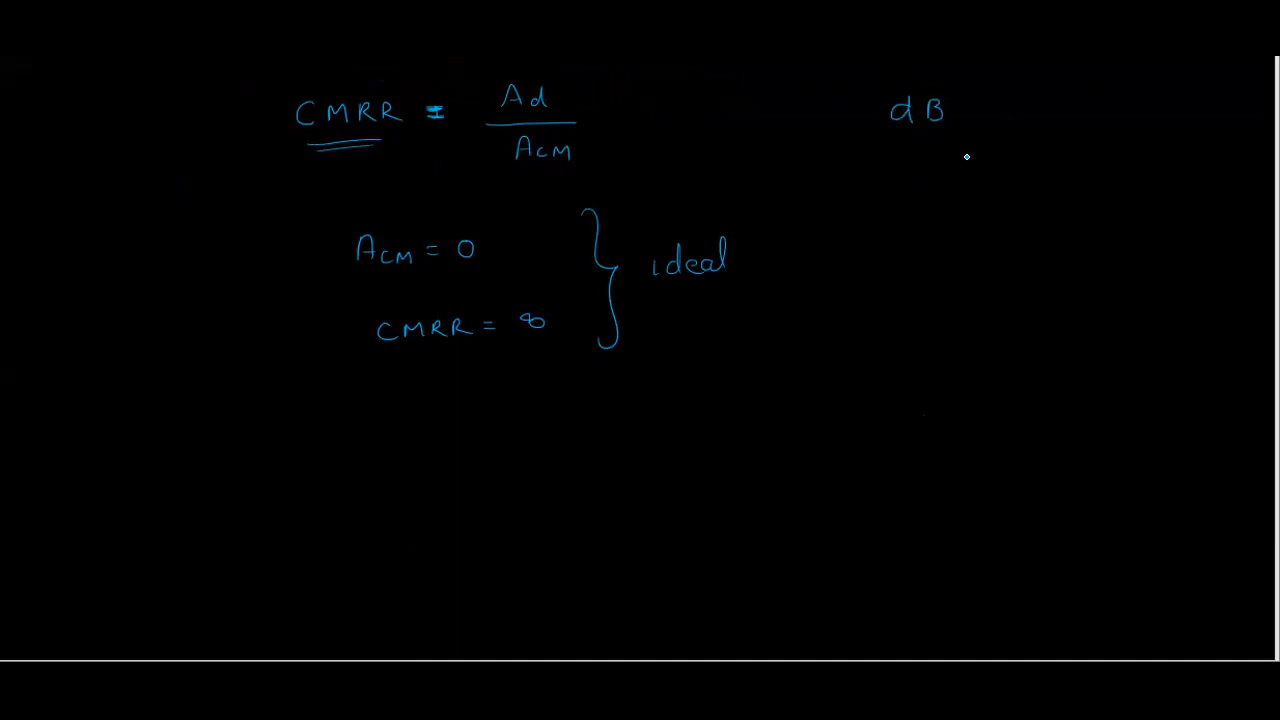 CMRR = Ad / ACM dB
ACM = 0
CMRR = ∞ } ideal